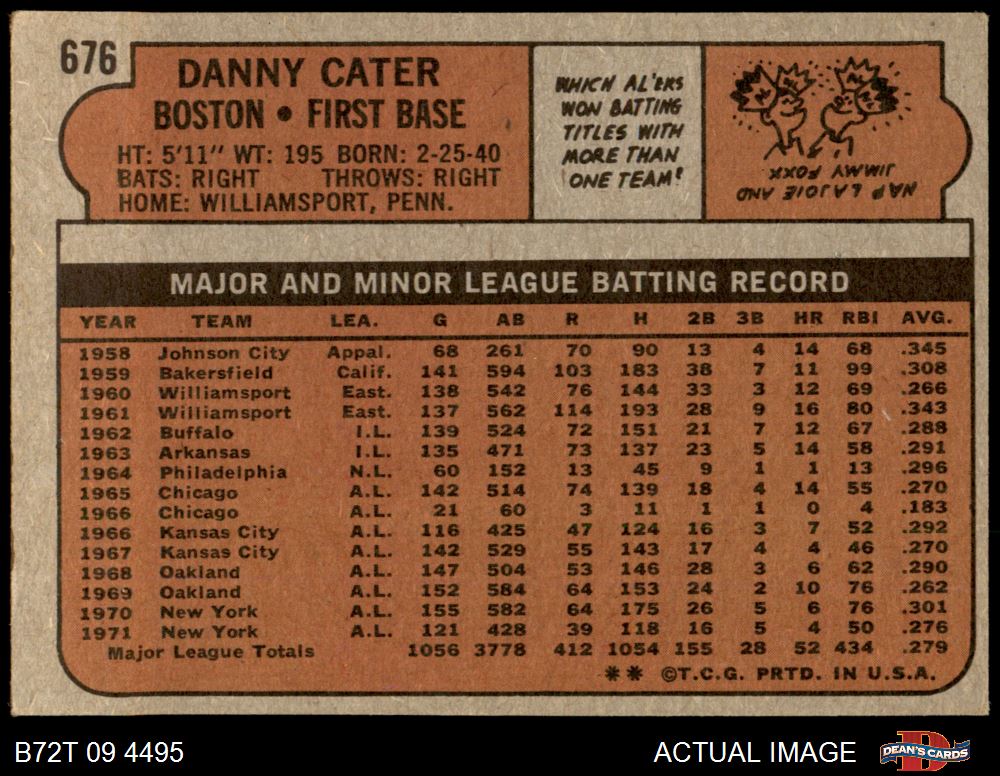 676
DANNY CATER
BOSTON • FIRST BASE
HT: 5'11" WT: 195 BORN: 2-25-40
BATS: RIGHT THROWS: RIGHT
HOME: WILLIAMSPORT, PENN.
WHICH AL'ERS
WON BATTING
TITLES WITH
MORE THAN
ONE TEAM?
NAP LAJOIE AND
JIMMY FOXX
MAJOR AND MINOR LEAGUE BATTING RECORD
YEAR TEAM LEA. G AB R H 2B 3B HR RBI AVG.
1958 Johnson City Appal. 68 261 70 90 13 4 14 68 .345
1959 Bakersfield Calif. 141 594 103 183 38 7 11 99 .308
1960 Williamsport East. 138 542 76 144 33 3 12 69 .266
1961 Williamsport East. 137 562 114 193 28 9 16 80 .343
1962 Buffalo I.L. 139 524 72 151 21 7 12 67 .288
1963 Arkansas I.L. 135 471 73 137 23 5 14 58 .291
1964 Philadelphia N.L. 60 152 13 45 9 1 1 13 .296
1965 Chicago A.L. 142 514 74 139 18 4 14 55 .270
1966 Chicago A.L. 21 60 3 11 1 1 0 4 .183
1966 Kansas City A.L. 116 425 47 124 16 3 7 52 .292
1967 Kansas City A.L. 142 529 55 143 17 4 4 46 .270
1968 Oakland A.L. 147 504 53 146 28 3 6 62 .290
1969 Oakland A.L. 152 584 64 153 24 2 10 76 .262
1970 New York A.L. 155 582 64 175 26 5 6 76 .301
1971 New York A.L. 121 428 39 118 16 5 4 50 .276
Major League Totals 1056 3778 412 1054 155 28 52 434 .279
** ©T.C.G. PRTD. IN U.S.A.
B72T 09 4495
ACTUAL IMAGE
DEAN'S CARDS